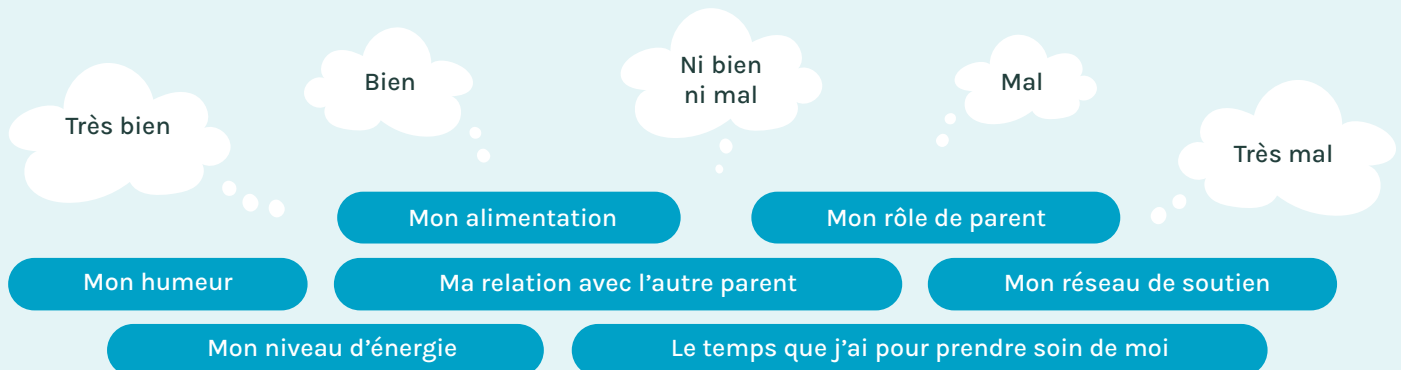 Très bien
Bien
Ni bien
ni mal
Mal
Très mal
Mon alimentation
Mon rôle de parent
Mon humeur
Ma relation avec l’autre parent
Mon réseau de soutien
Mon niveau d’énergie
Le temps que j’ai pour prendre soin de moi